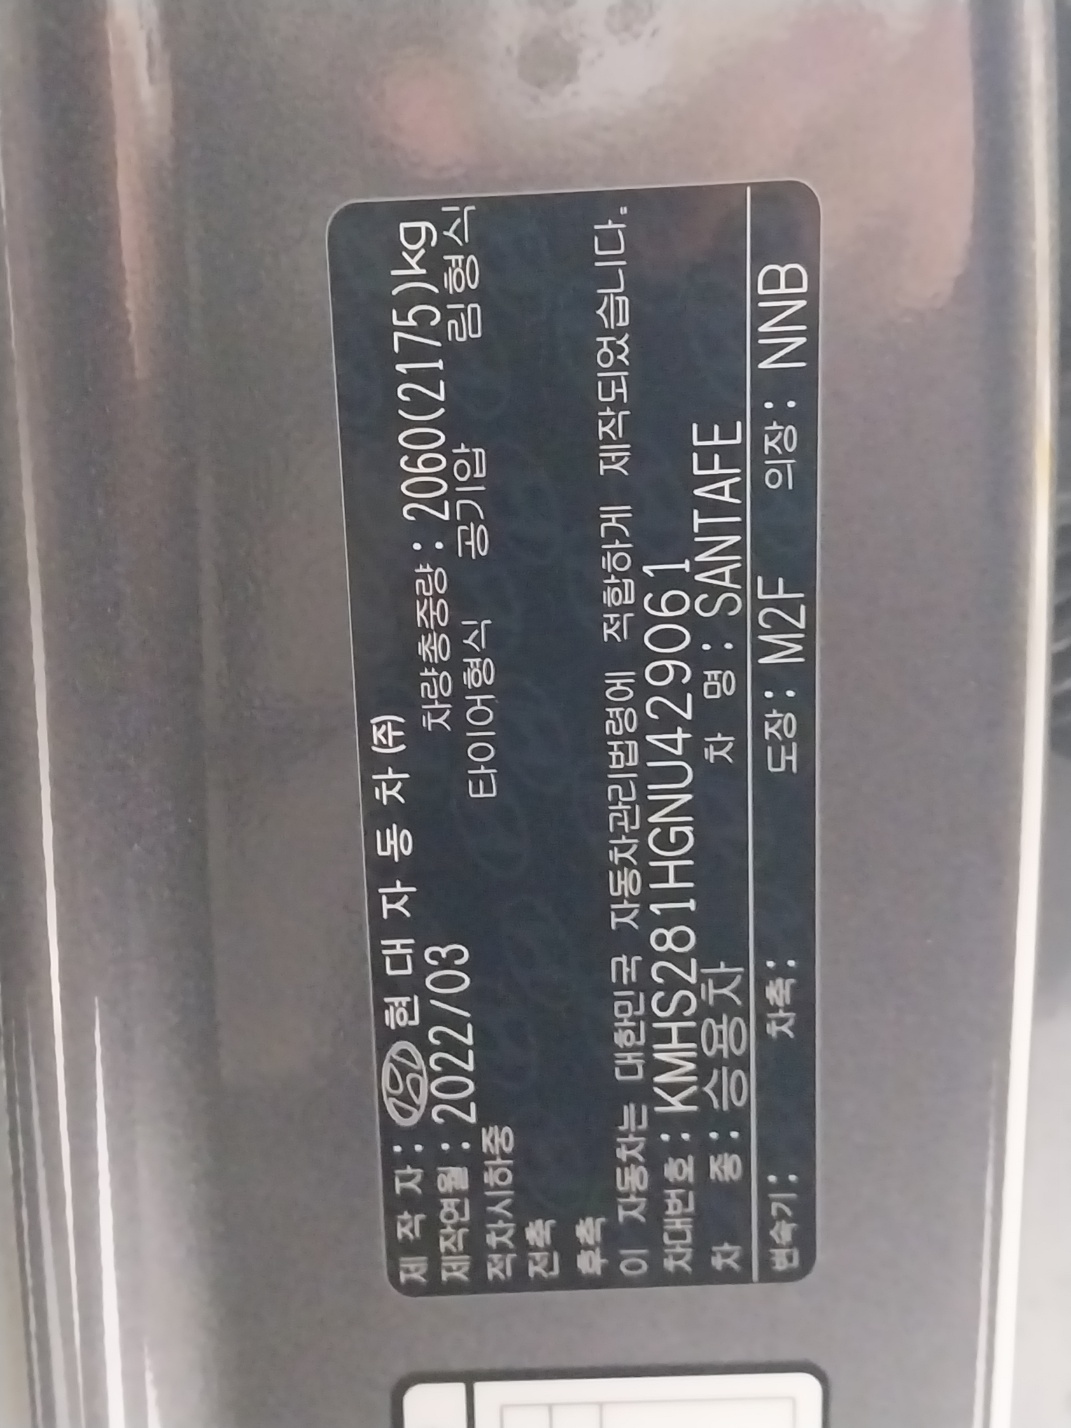 제 작 자 : 현 대 자 동 차 (주)
제작연월 : 2022/03 차량총중량 : 2060(2175)kg
적차시하중 타이어형식 공기압 림형식
전축
후축
이 자동차는 대한민국 자동차관리법령에 적합하게 제작되었습니다.
차대번호 : KMHS281HGNU429061
차 종 : 승용차 차 명 : SANTAFE
변속기 : 차축 : 도장 : M2F 의장 : NNB